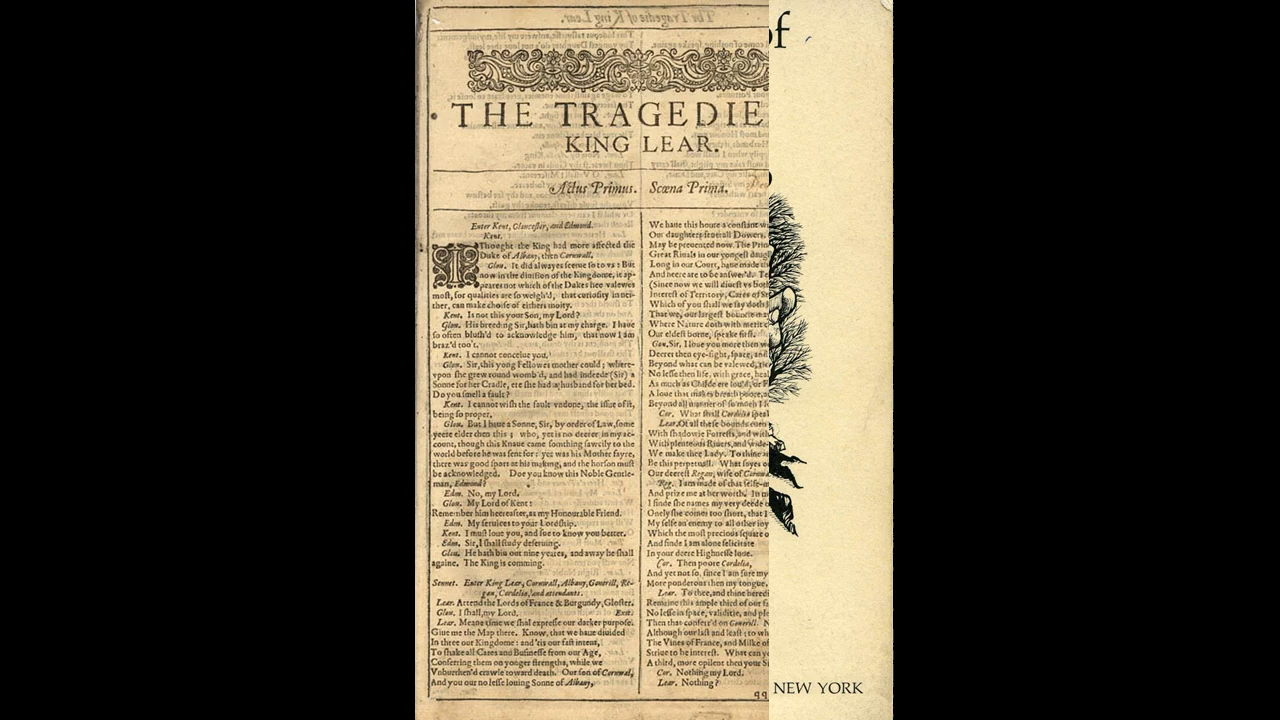 The Tragedie of King Lear.
of
THE TRAGEDIE
KING LEAR.
Actus Primus. Scœna Prima.
Enter Kent, Gloucester, and Edmond.
Kent.
I Thought the King had more affected the
Duke of Albany, then Cornwall.
Glou. It did alwayes seeme so to vs : But
now in the diuision of the Kingdome, it ap-
peares not which of the Dukes hee valewes
most, for qualities are so weigh'd, that curiosity in nei-
ther, can make choise of eithers moity.
Kent. Is not this your Son, my Lord?
Glou. His breeding Sir, hath bin at my charge. I haue
so often blush'd to acknowledge him, that now I am
braz'd too't.
Kent. I cannot conceiue you.
Glou. Sir, this yong Fellowes mother could ; where-
vpon she grew round womb'd, and had indeede (Sir) a
Sonne for her Cradle, ere she had a husband for her bed.
Do you smell a fault?
Kent. I cannot wish the fault vndone, the issue of it,
being so proper.
Glou. But I haue a Sonne, Sir, by order of Law, some
yeere elder then this ; who, yet is no deerer in my ac-
count, though this Knaue came somthing sawcily to the
world before he was sent for : yet was his Mother fayre,
there was good sport at his making, and the horson must
be acknowledged. Doe you know this Noble Gentle-
man, Edmond?
Edm. No, my Lord.
Glou. My Lord of Kent :
Remember him heereafter, as my Honourable Friend.
Edm. My seruices to your Lordship.
Kent. I must loue you, and sue to know you better.
Edm. Sir, I shall study deseruing.
Glou. He hath bin out nine yeares, and away he shall
againe. The King is comming.
Sennet. Enter King Lear, Cornwall, Albany, Gonerill, Re-
gan, Cordelia, and attendants.
Lear. Attend the Lords of France & Burgundy, Gloster.
Glou. I shall, my Lord. Exit.
Lear. Meane time we shal expresse our darker purpose.
Giue me the Map there. Know, that we haue diuided
In three our Kingdome : and 'tis our fast intent,
To shake all Cares and Businesse from our Age,
Conferring them on yonger strengths, while we
Vnburthen'd crawle toward death. Our son of Cornwal,
And you our no lesse louing Sonne of Albany,
We haue this houre a constant w
Our daughters seuerall Dowers,
May be preuented now. The Prin
Great Riuals in our yongest daug
Long in our Court, haue made th
And heere are to be answer'd. Te
(Since now we will diuest vs both
Interest of Territory, Cares of St
Which of you shall we say doth l
That we, our largest bountie ma
Where Nature doth with merit c
Our eldest borne, speake first.
Gon. Sir, I loue you more then w
Deerer then eye-sight, space, an
Beyond what can be valewed, ric
No lesse then life, with grace, heal
As much as Childe ere lou'd, or F
A loue that makes breath poore, a
Beyond all manner of so much I
Cor. What shall Cordelia speak
Lear. Of all these bounds euen
With shadowie Forrests, and with
With plenteous Riuers, and wide-
We make thee Lady. To thine a
Be this perpetuall. What sayes o
Our deerest Regan, wife of Cornw
Reg. I am made of that selfe-m
And prize me at her worth. In m
I finde she names my very deede o
Onely she comes too short, that I
My selfe an enemy to all other ioy
Which the most precious square o
And finde I am alone felicitate
In your deere Highnesse loue.
Cor. Then poore Cordelia,
And yet not so, since I am sure my
More ponderous then my tongue.
Lear. To thee, and thine heredi
Remaine this ample third of our fa
No lesse in space, validitie, and ple
Then that conferr'd on Gonerill. N
Although our last and least ; to wh
The Vines of France, and Milke of
Striue to be interest. What can yo
A third, more opilent then your Si
Cor. Nothing my Lord.
Lear. Nothing?
qq
NEW YORK